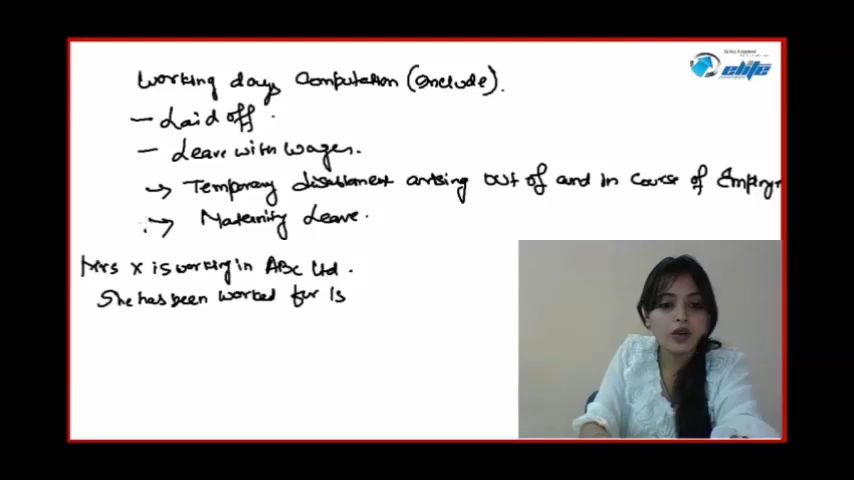 Working days Computation (Include).
- Laid off.
- Leave with wages.
→ Temporary disablement arising out of and in Course of Employ
→ Maternity Leave.
Mrs X is working in ABC Ltd.
She has been worked for 15
elite